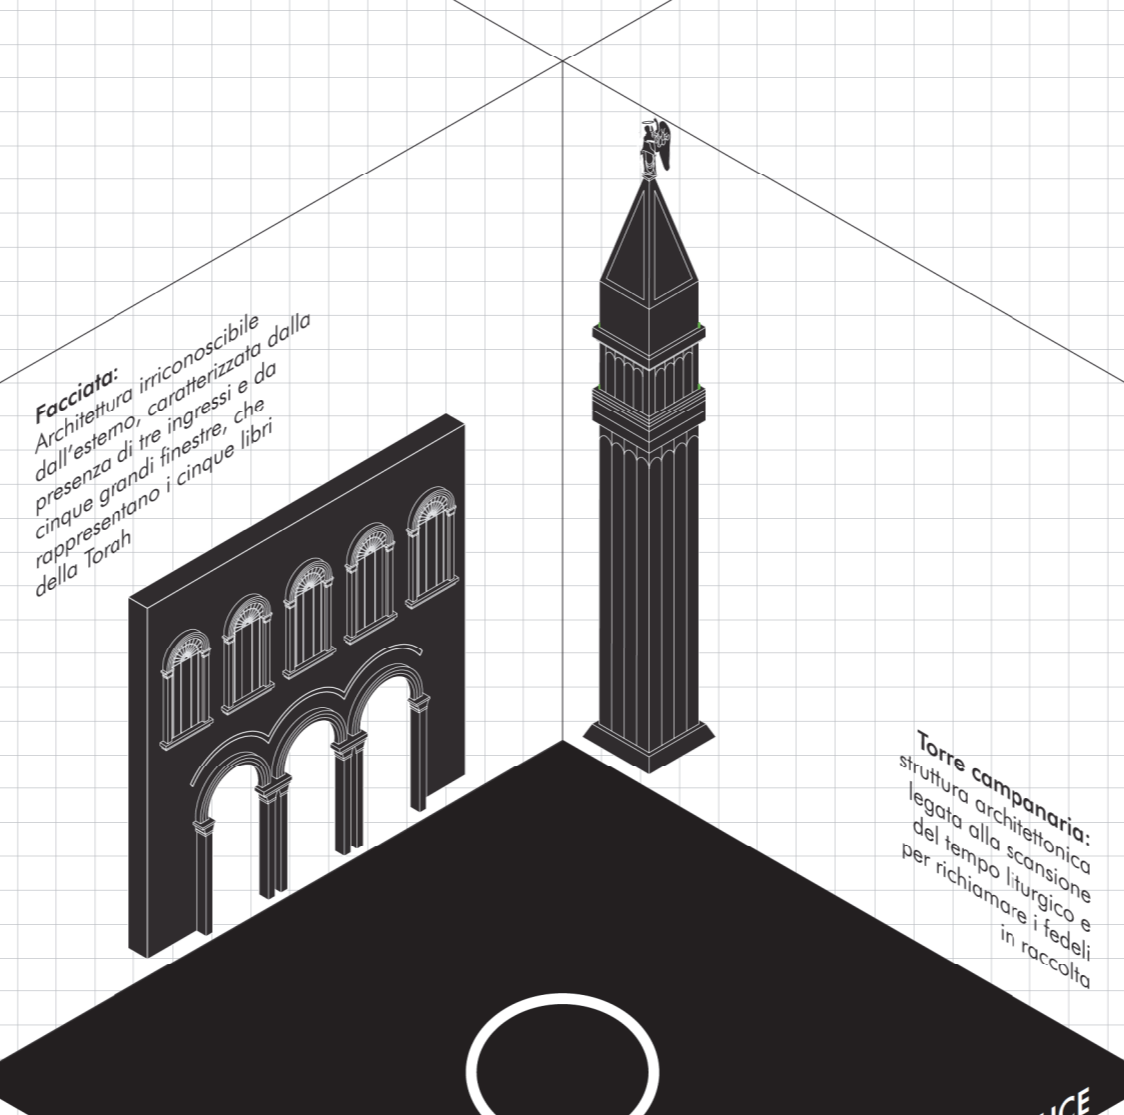 Facciata:
Architettura irriconoscibile
dall'esterno, caratterizzata dalla
presenza di tre ingressi e da
cinque grandi finestre, che
rappresentano i cinque libri
della Torah
Torre campanaria:
struttura architettonica
legata alla scansione
del tempo liturgico e
per richiamare i fedeli
in raccolta